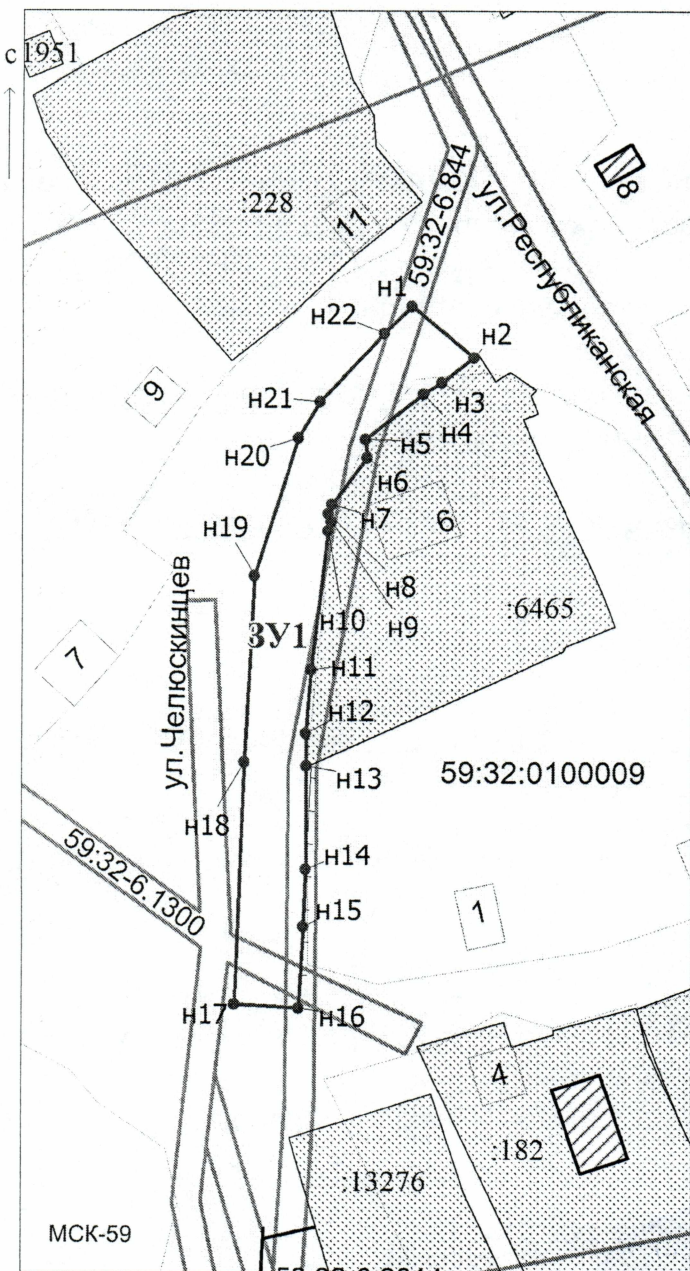 с 1951
:228
11
59:32-6.844
ул.Республиканская
8
н1
н22
н2
9
н21
н3
н20
н4
н5
н6
н7
6
н19
н8
н10
н9
:6465
ул.Челюскинцев
ЗУ1
7
н11
н12
н13
59:32:0100009
н18
59:32-6.1300
н14
н15
1
н17
н16
4
:182
:13276
МСК-59